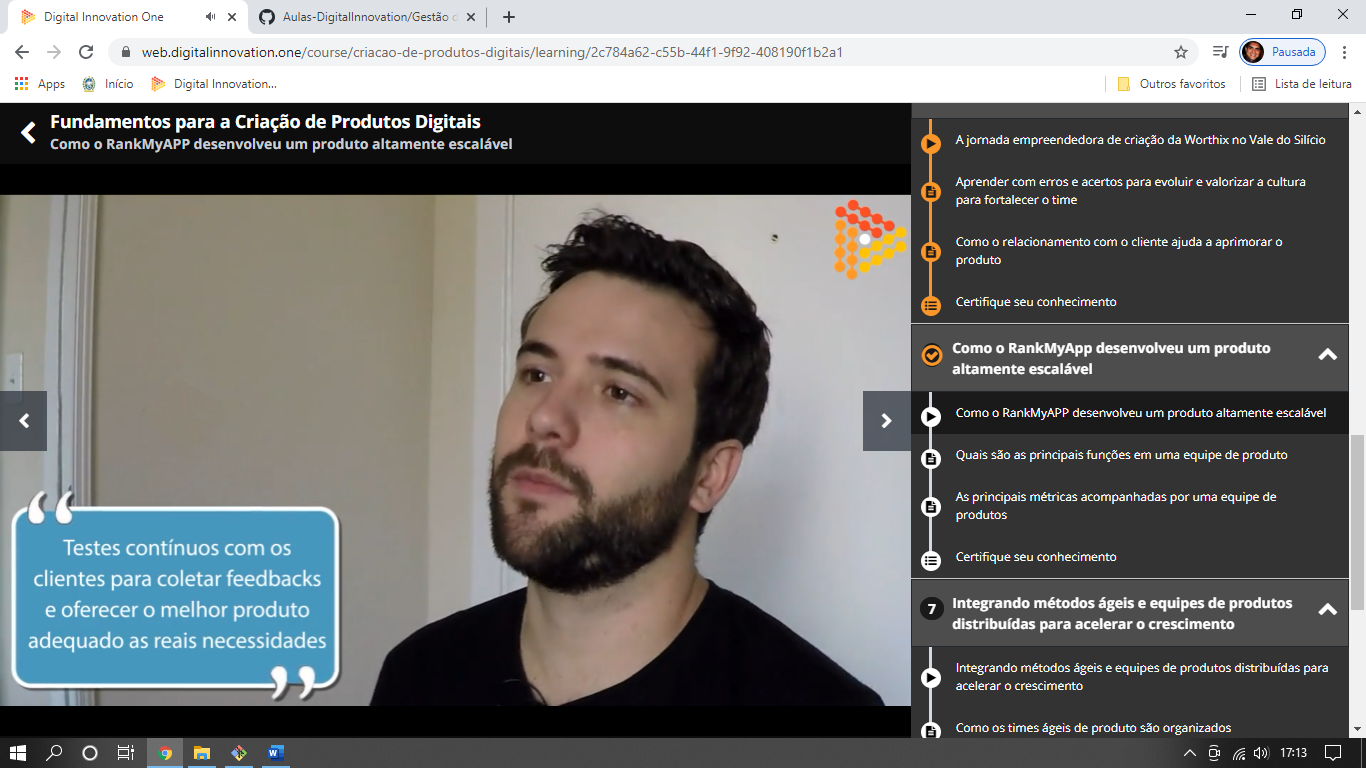 Digital Innovation One
Aulas-DigitalInnovation/Gestão d
web.digitalinnovation.one/course/criacao-de-produtos-digitais/learning/2c784a62-c55b-44f1-9f92-408190f1b2a1
Pausada
Apps
Início
Digital Innovation...
Outros favoritos
Lista de leitura
Fundamentos para a Criação de Produtos Digitais
Como o RankMyAPP desenvolveu um produto altamente escalável
Testes contínuos com os
clientes para coletar feedbacks
e oferecer o melhor produto
adequado as reais necessidades
A jornada empreendedora de criação da Worthix no Vale do Silício
Aprender com erros e acertos para evoluir e valorizar a cultura
para fortalecer o time
Como o relacionamento com o cliente ajuda a aprimorar o
produto
Certifique seu conhecimento
Como o RankMyApp desenvolveu um produto
altamente escalável
Como o RankMyAPP desenvolveu um produto altamente escalável
Quais são as principais funções em uma equipe de produto
As principais métricas acompanhadas por uma equipe de
produtos
Certifique seu conhecimento
7 Integrando métodos ágeis e equipes de produtos
distribuídas para acelerar o crescimento
Integrando métodos ágeis e equipes de produtos distribuídas para
acelerar o crescimento
Como os times ágeis de produto são organizados
17:13